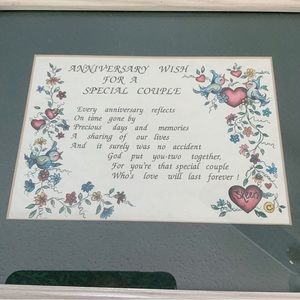 ANNIVERSARY WISH
FOR A
SPECIAL COUPLE
Every anniversary reflects
On time gone by
Precious days and memories
A sharing of our lives
And it surely was no accident
God put you-two together,
For you're that special couple
Who's love will last forever !